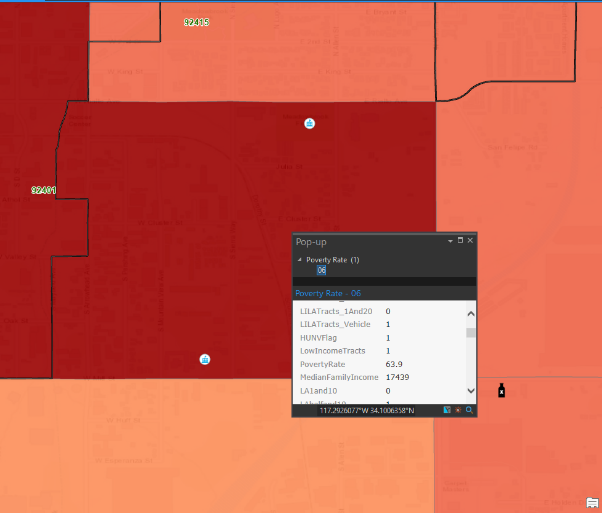 92415
92401
Pop-up
Poverty Rate (1)
06
Poverty Rate - 06
LILATracts_1And20 0
LILATracts_Vehicle 1
HUNVFlag 1
LowIncomeTracts 1
PovertyRate 63.9
MedianFamilyIncome 17439
LA1and10 0
LAhalfand10 1
117.2926077°W 34.1006358°N